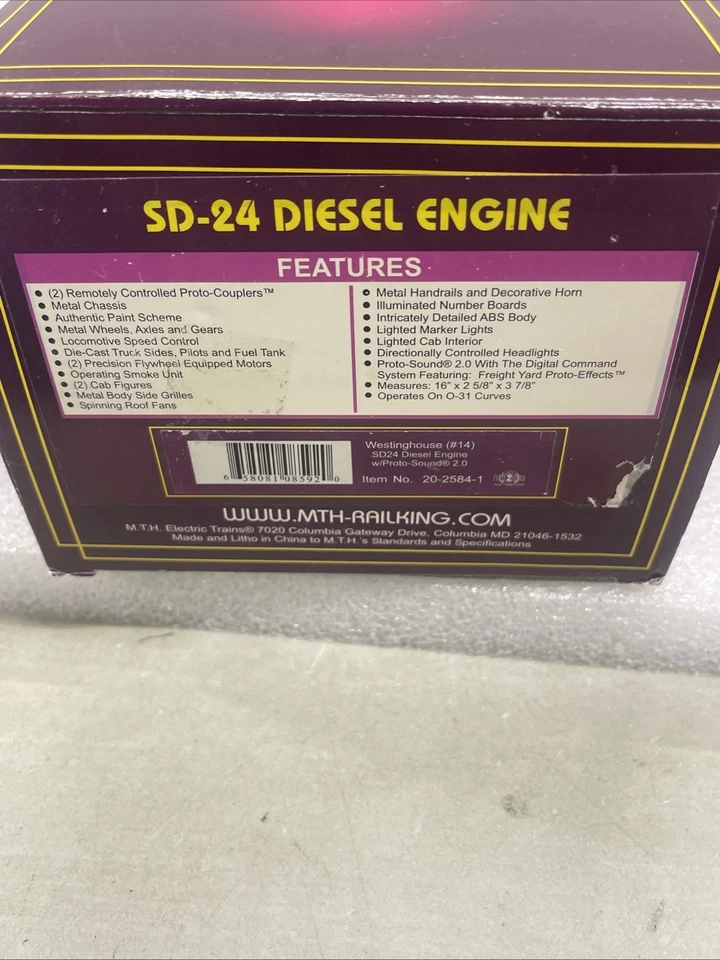 SD-24 DIESEL ENGINE
FEATURES
• (2) Remotely Controlled Proto-Couplers™
• Metal Chassis
• Authentic Paint Scheme
• Metal Wheels, Axles and Gears
• Locomotive Speed Control
• Die-Cast Truck Sides, Pilots and Fuel Tank
• (2) Precision Flywheel Equipped Motors
• Operating Smoke Unit
• (2) Cab Figures
• Metal Body Side Grilles
• Spinning Roof Fans
• Metal Handrails and Decorative Horn
• Illuminated Number Boards
• Intricately Detailed ABS Body
• Lighted Marker Lights
• Lighted Cab Interior
• Directionally Controlled Headlights
• Proto-Sound® 2.0 With The Digital Command
System Featuring: Freight Yard Proto-Effects™
• Measures: 16" x 2 5/8" x 3 7/8"
• Operates On O-31 Curves
6 58081 08592 0
Westinghouse (#14)
SD24 Diesel Engine
w/Proto-Sound® 2.0
Item No. 20-2584-1
WWW.MTH-RAILKING.COM
M.T.H. Electric Trains® 7020 Columbia Gateway Drive, Columbia MD 21046-1532
Made and Litho in China to M.T.H.'s Standards and Specifications